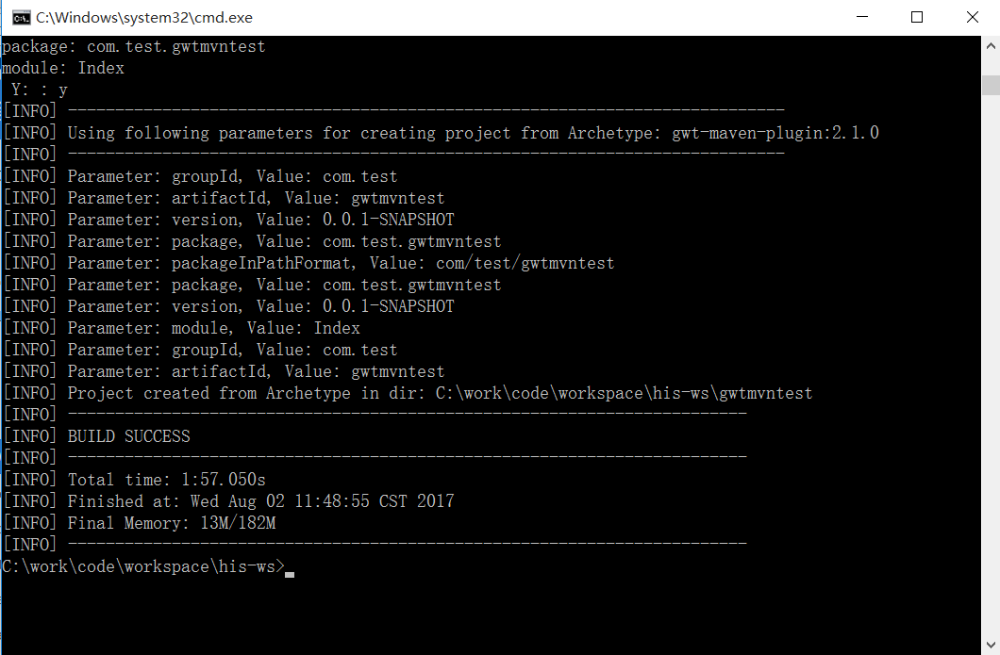 C:\Windows\system32\cmd.exe
package: com.test.gwtmvntest
module: Index
 Y: : y
[INFO] ----------------------------------------------------------------------------
[INFO] Using following parameters for creating project from Archetype: gwt-maven-plugin:2.1.0
[INFO] ----------------------------------------------------------------------------
[INFO] Parameter: groupId, Value: com.test
[INFO] Parameter: artifactId, Value: gwtmvntest
[INFO] Parameter: version, Value: 0.0.1-SNAPSHOT
[INFO] Parameter: package, Value: com.test.gwtmvntest
[INFO] Parameter: packageInPathFormat, Value: com/test/gwtmvntest
[INFO] Parameter: package, Value: com.test.gwtmvntest
[INFO] Parameter: version, Value: 0.0.1-SNAPSHOT
[INFO] Parameter: module, Value: Index
[INFO] Parameter: groupId, Value: com.test
[INFO] Parameter: artifactId, Value: gwtmvntest
[INFO] Project created from Archetype in dir: C:\work\code\workspace\his-ws\gwtmvntest
[INFO] ------------------------------------------------------------------------
[INFO] BUILD SUCCESS
[INFO] ------------------------------------------------------------------------
[INFO] Total time: 1:57.050s
[INFO] Finished at: Wed Aug 02 11:48:55 CST 2017
[INFO] Final Memory: 13M/182M
[INFO] ------------------------------------------------------------------------
C:\work\code\workspace\his-ws>